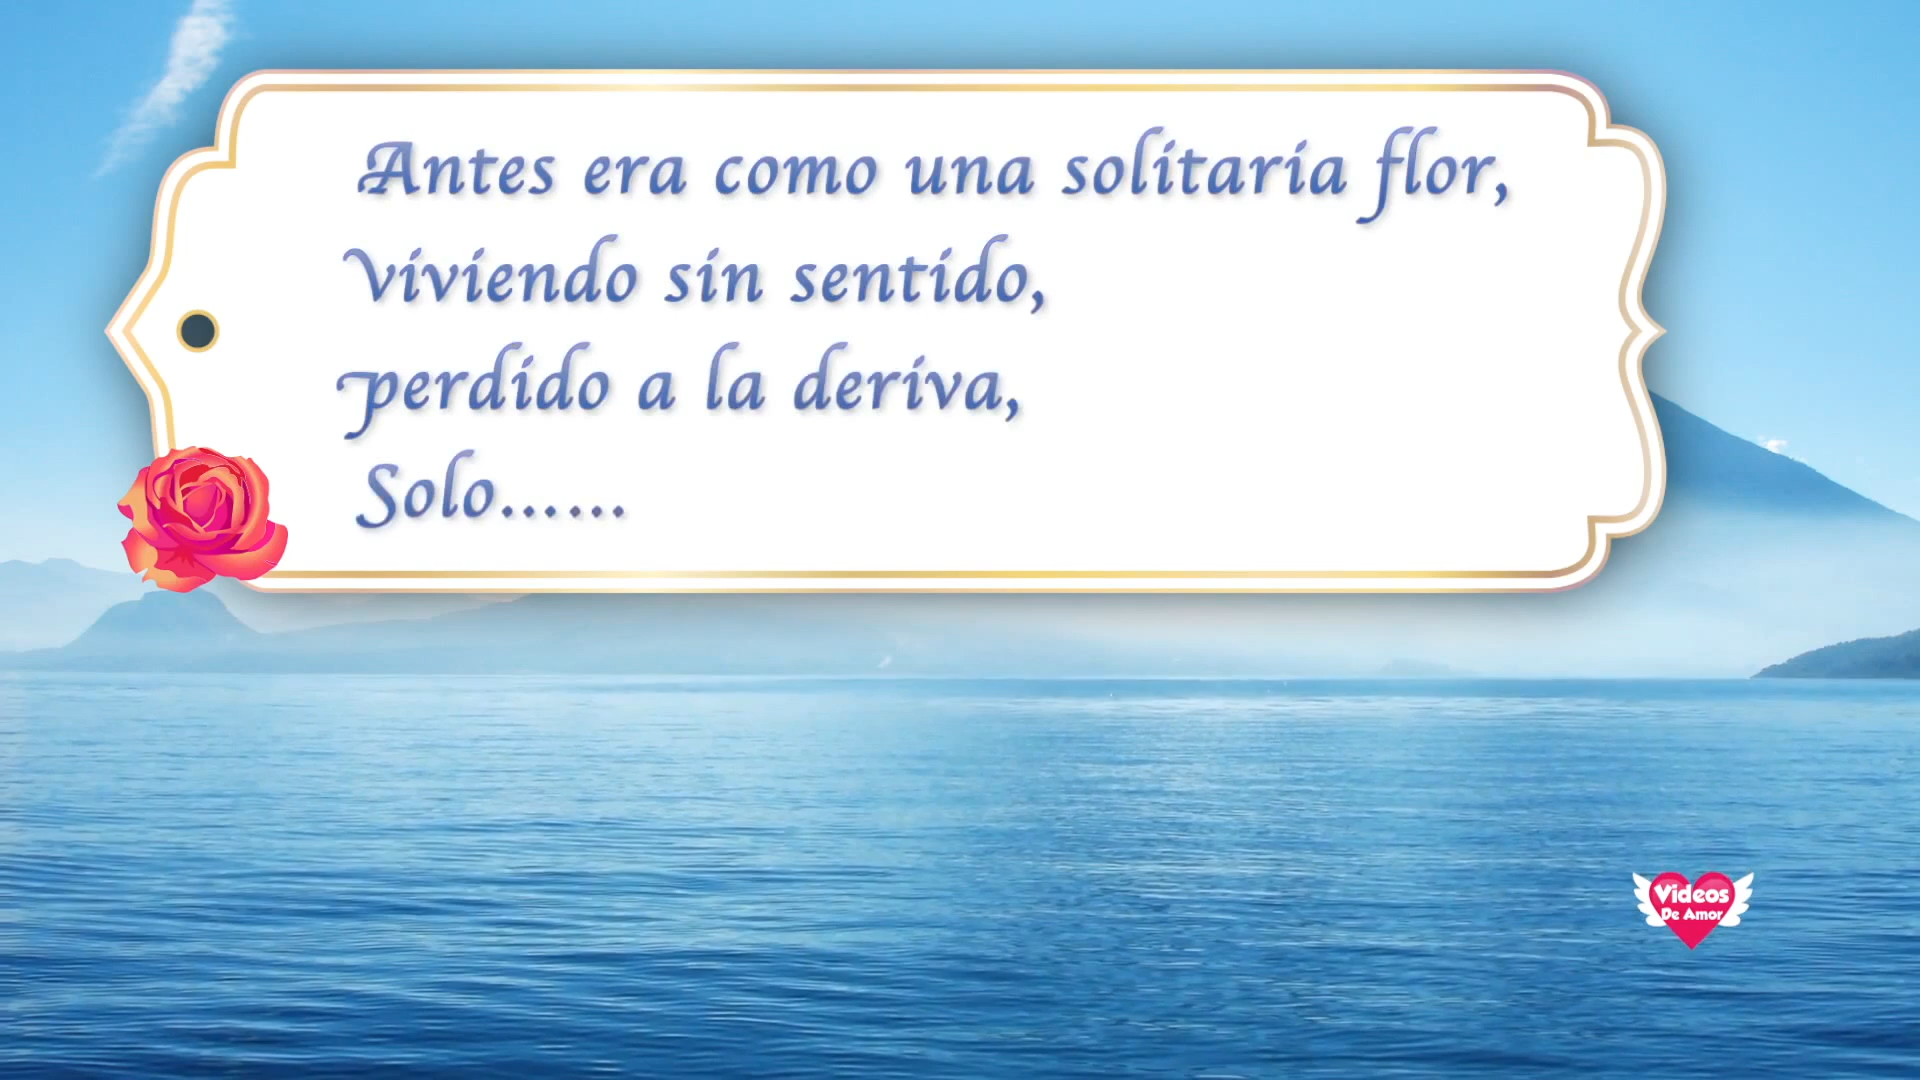 Antes era como una solitaria flor,
Viviendo sin sentido,
perdido a la deriva,
Solo......
Videos
De Amor